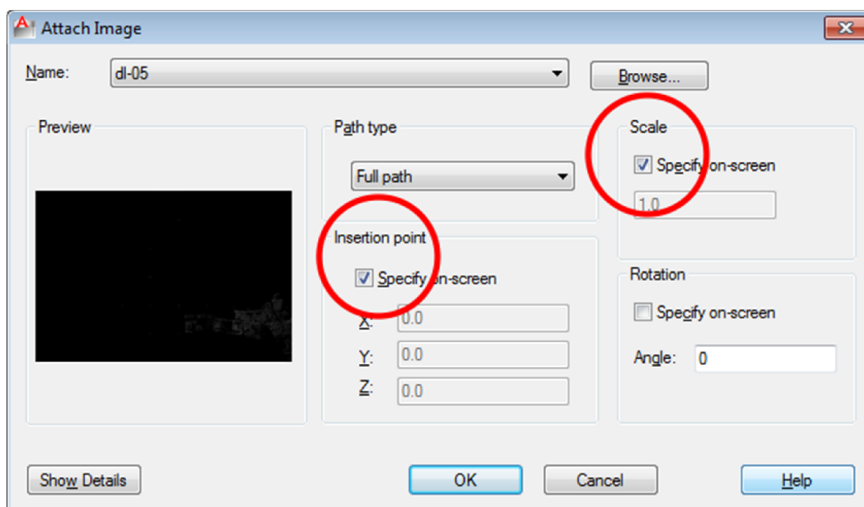 Attach Image
Name: dl-05 Browse...
Preview
Path type
Full path
Insertion point
Specify on-screen
X: 0.0
Y: 0.0
Z: 0.0
Scale
Specify on-screen
1.0
Rotation
Specify on-screen
Angle: 0
Show Details OK Cancel Help